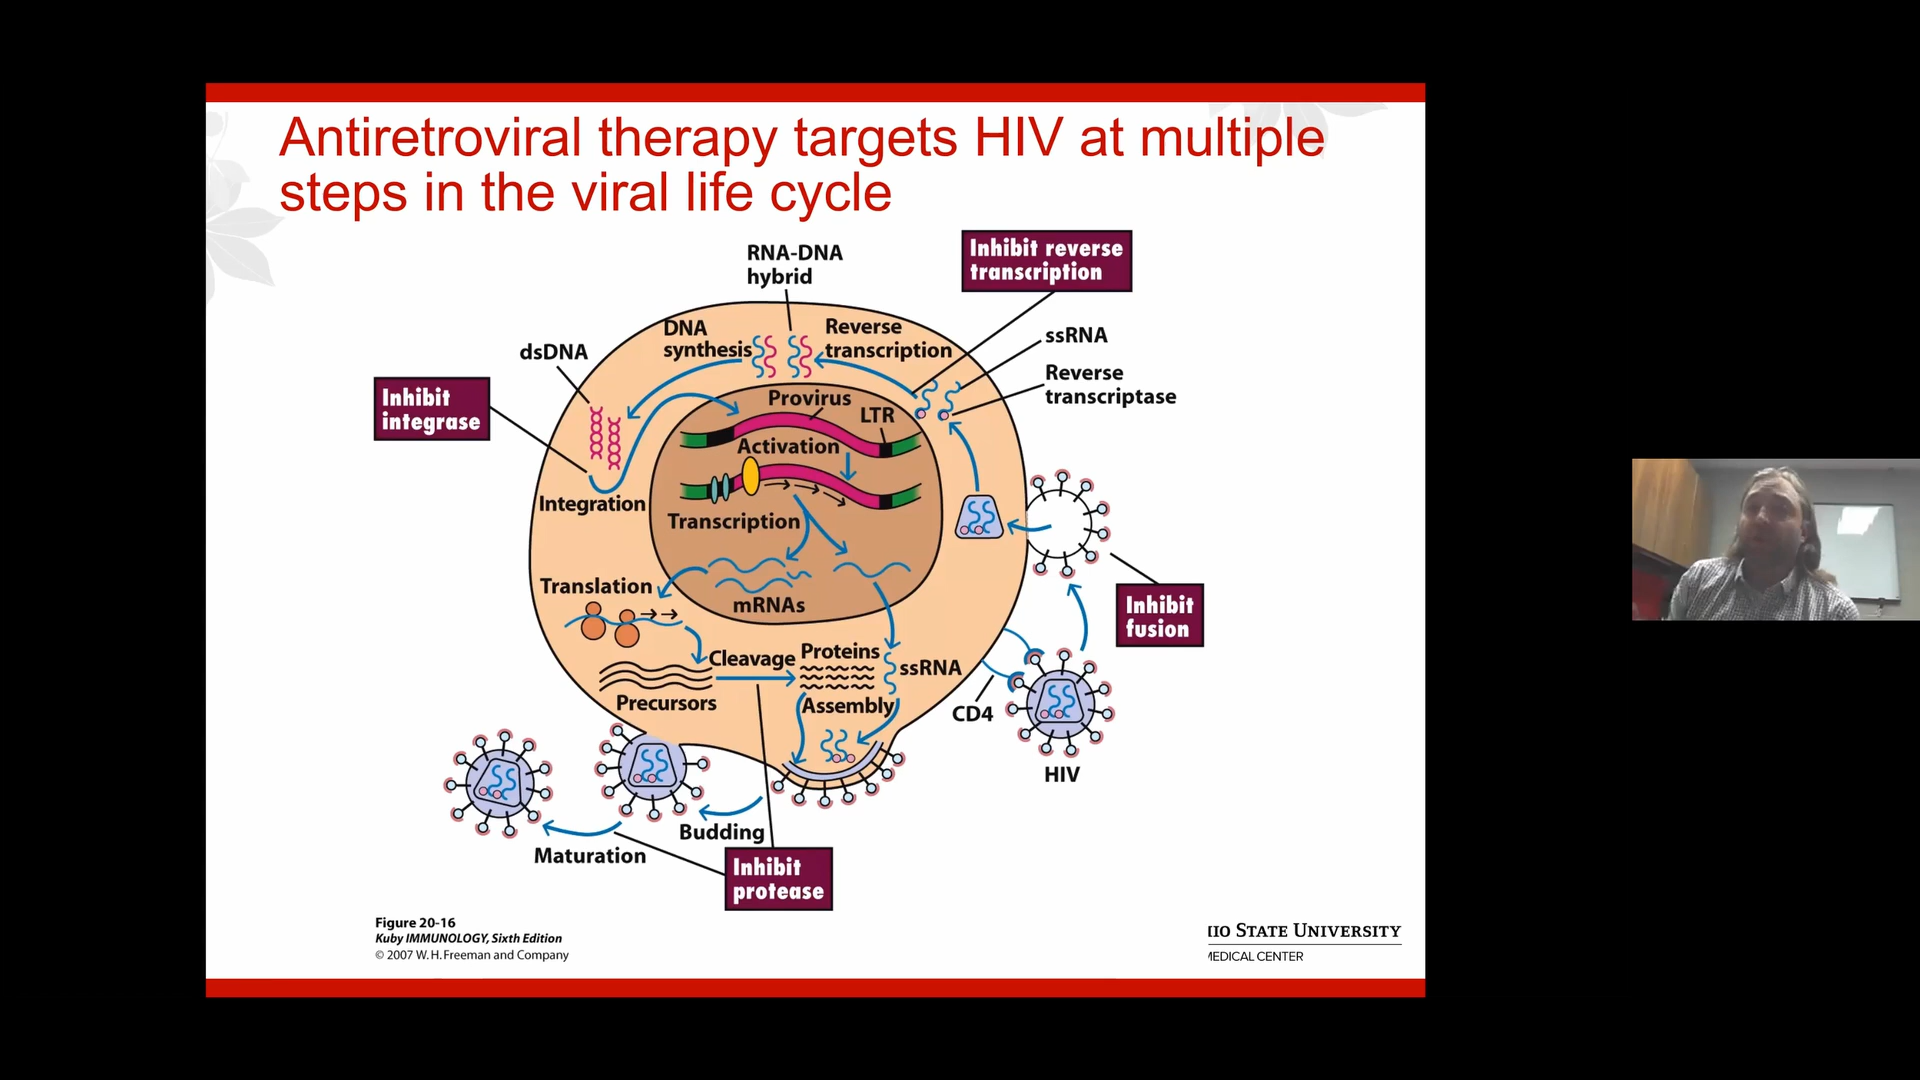 Antiretroviral therapy targets HIV at multiple
steps in the viral life cycle
RNA-DNA
hybrid
Inhibit reverse
transcription
DNA
synthesis
Reverse
transcription
ssRNA
dsDNA
Reverse
transcriptase
Inhibit
integrase
Provirus
LTR
Activation
Integration
Transcription
Translation
mRNAs
Inhibit
fusion
Cleavage
Proteins
ssRNA
Precursors
Assembly
CD4
HIV
Budding
Maturation
Inhibit
protease
Figure 20-16
Kuby IMMUNOLOGY, Sixth Edition
© 2007 W. H. Freeman and Company
IO STATE UNIVERSITY
MEDICAL CENTER